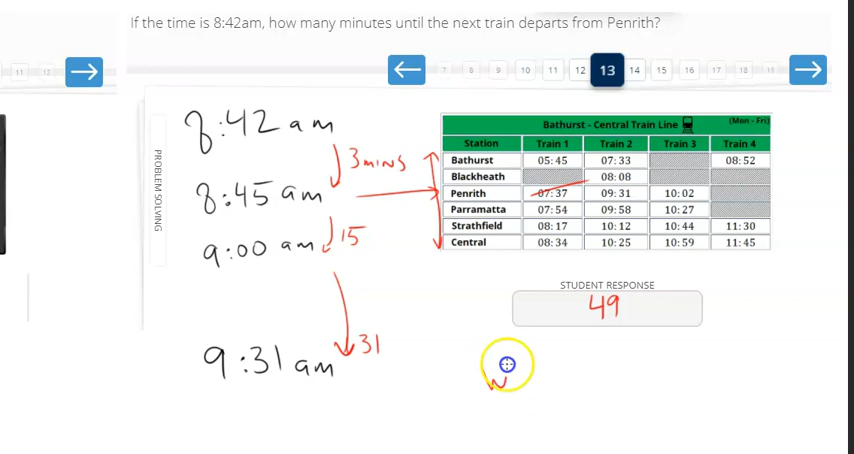 If the time is 8:42am, how many minutes until the next train departs from Penrith?
11 12
7 8 9 10 11 12 13 14 15 16 17 18 19
PROBLEM SOLVING
8:42 am
3 mins
8:45 am
15
9:00 am
31
9:31 am
Bathurst - Central Train Line (Mon - Fri)
Station Train 1 Train 2 Train 3 Train 4
Bathurst 05:45 07:33 08:52
Blackheath 08:08
Penrith 07:37 09:31 10:02
Parramatta 07:54 09:58 10:27
Strathfield 08:17 10:12 10:44 11:30
Central 08:34 10:25 10:59 11:45
STUDENT RESPONSE
49